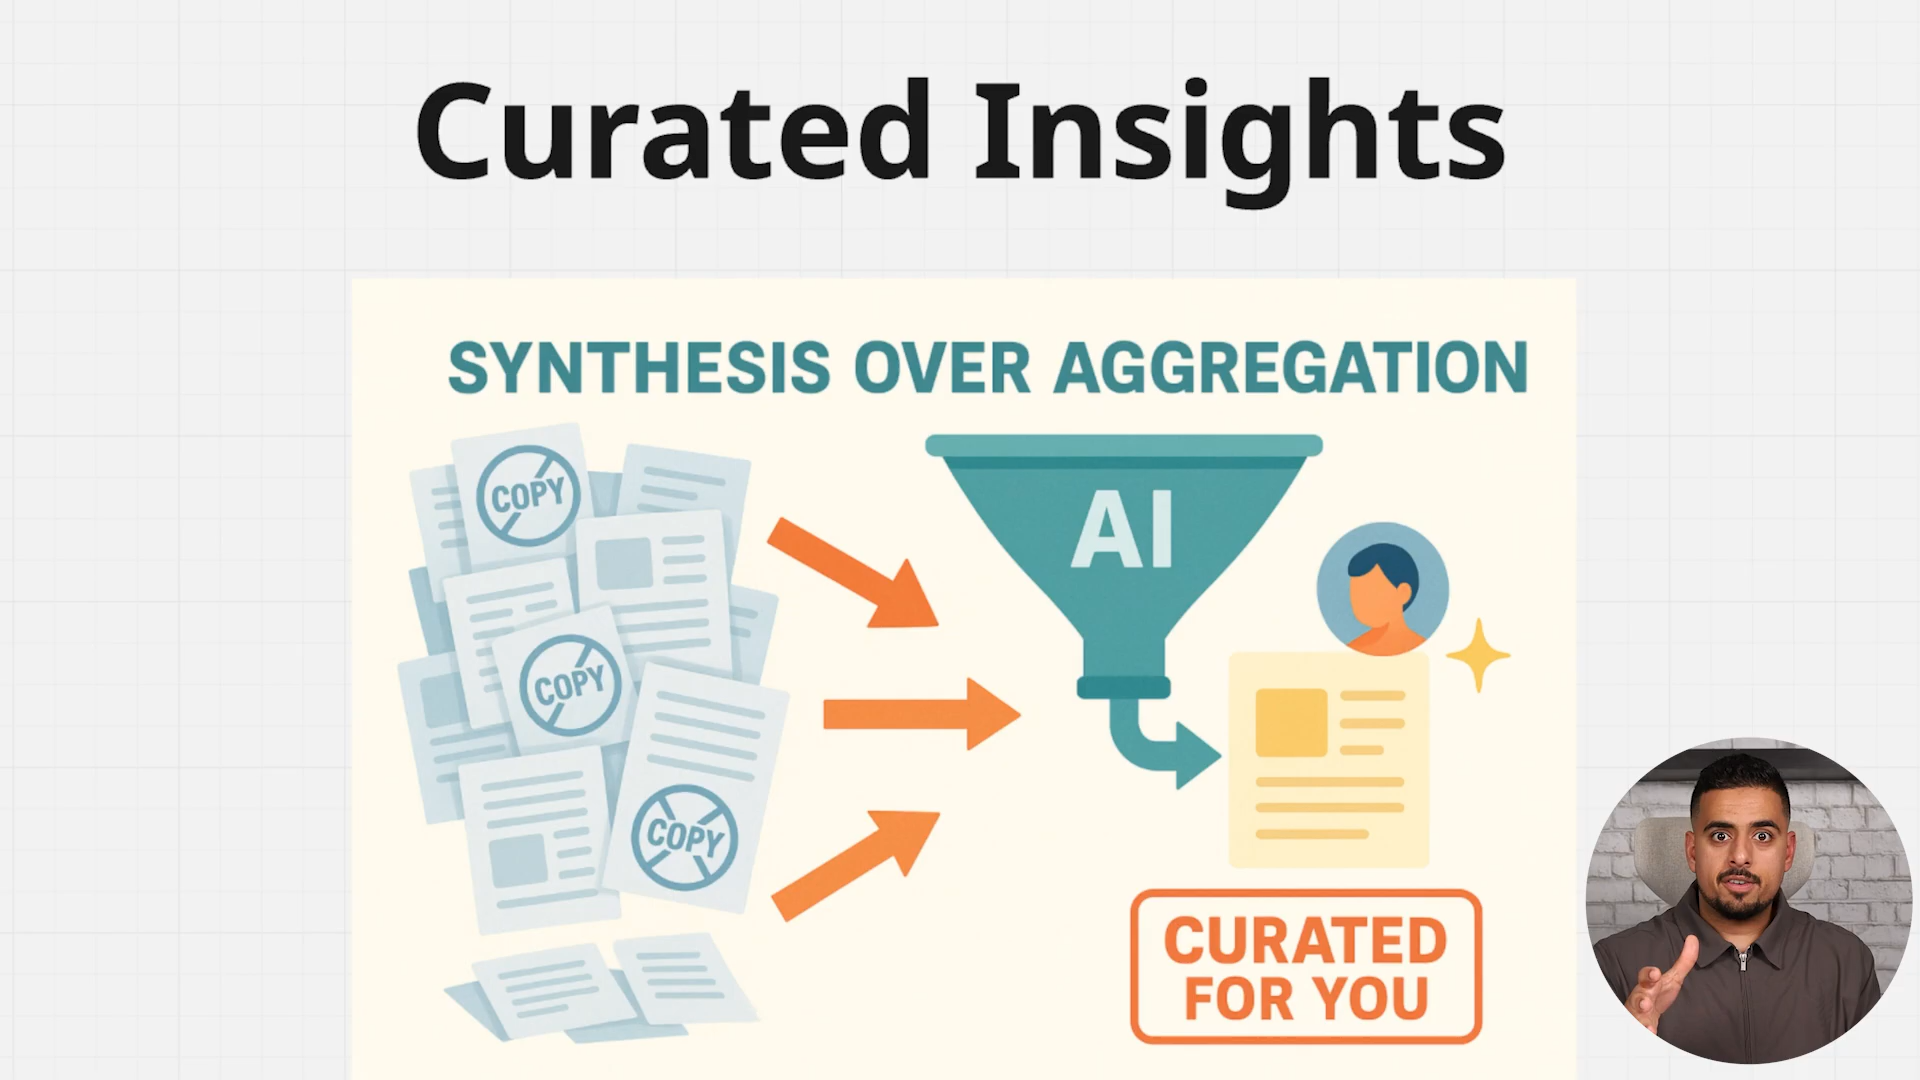 Curated Insights
SYNTHESIS OVER AGGREGATION
COPY
COPY
COPY
AI
CURATED
FOR YOU